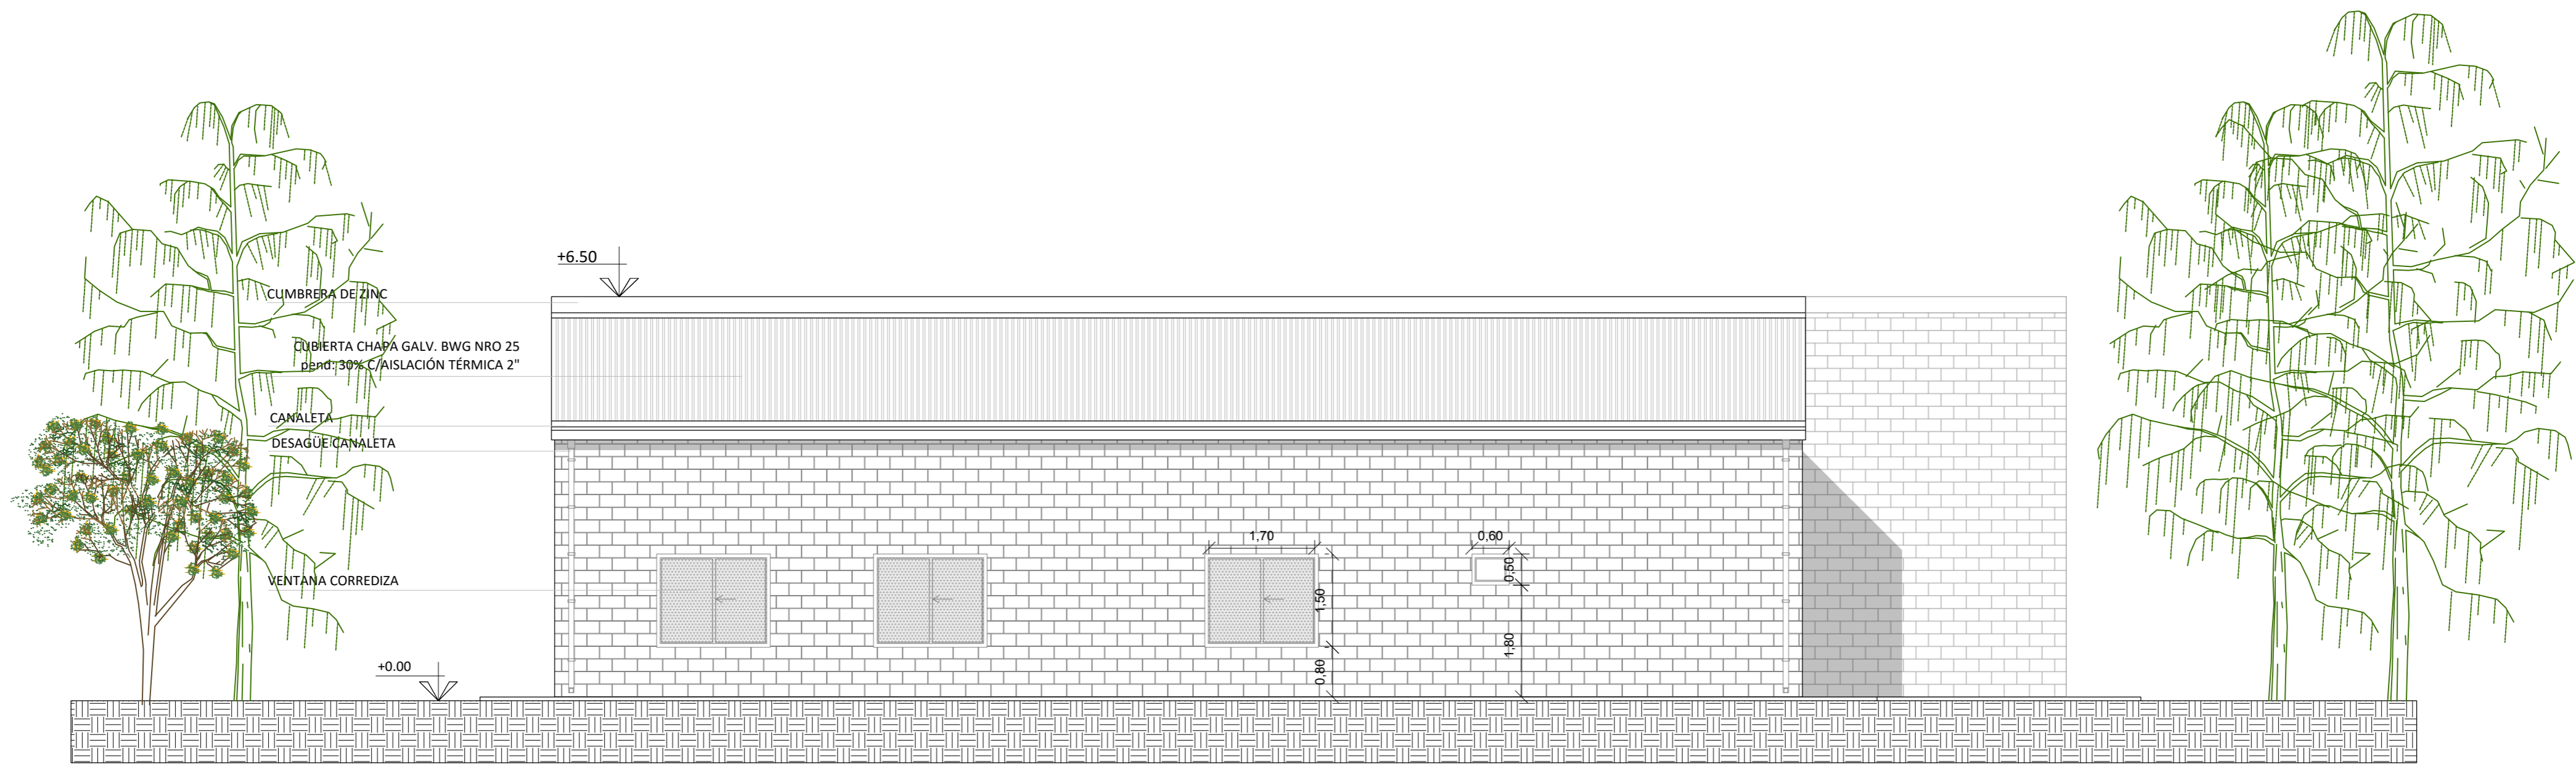 +6.50
CUMBRERA DE ZINC
CUBIERTA CHAPA GALV. BWG NRO 25
pend: 30% C/AISLACIÓN TÉRMICA 2"
CANALETA
DESAGÜE CANALETA
1,70
0,60
0,50
VENTANA CORREDIZA
1,50
1,80
+0.00
0,80